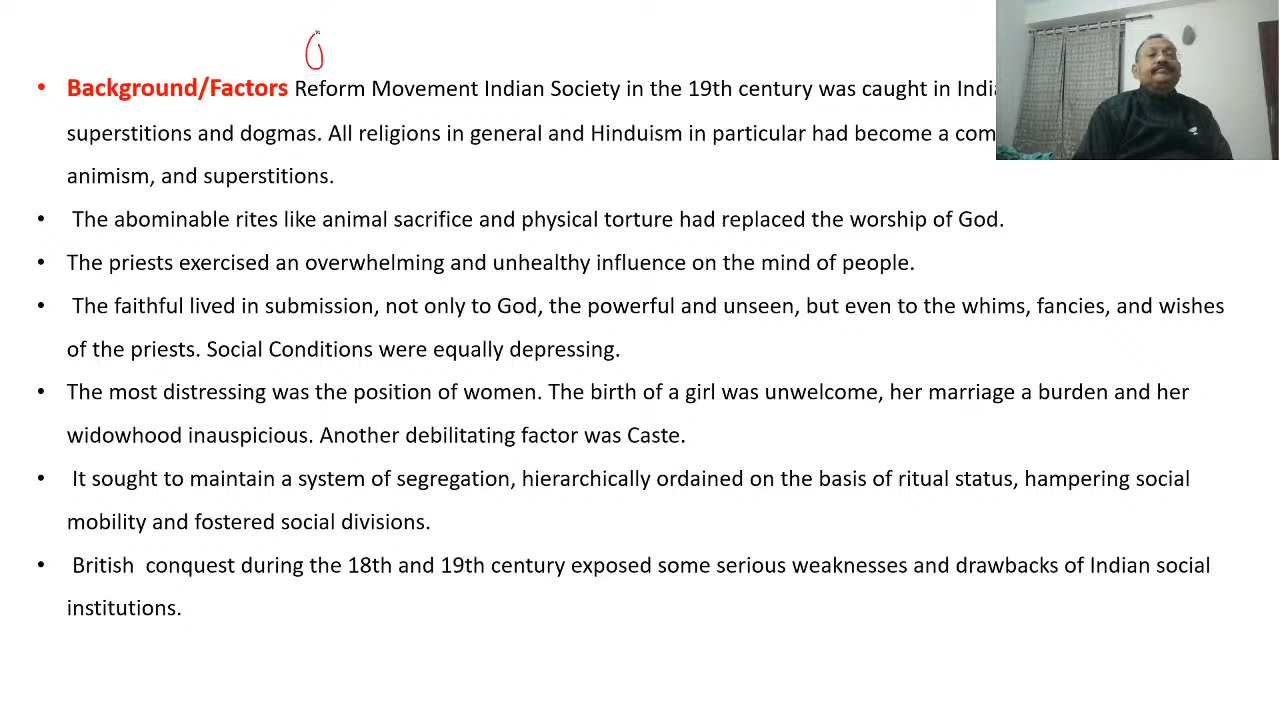 • Background/Factors Reform Movement Indian Society in the 19th century was caught in
superstitions and dogmas. All religions in general and Hinduism in particular had become a
animism, and superstitions.
• The abominable rites like animal sacrifice and physical torture had replaced the worship of God.
• The priests exercised an overwhelming and unhealthy influence on the mind of people.
• The faithful lived in submission, not only to God, the powerful and unseen, but even to the whims, fancies, and wishes
of the priests. Social Conditions were equally depressing.
• The most distressing was the position of women. The birth of a girl was unwelcome, her marriage a burden and her
widowhood inauspicious. Another debilitating factor was Caste.
• It sought to maintain a system of segregation, hierarchically ordained on the basis of ritual status, hampering social
mobility and fostered social divisions.
• British conquest during the 18th and 19th century exposed some serious weaknesses and drawbacks of Indian social
institutions.